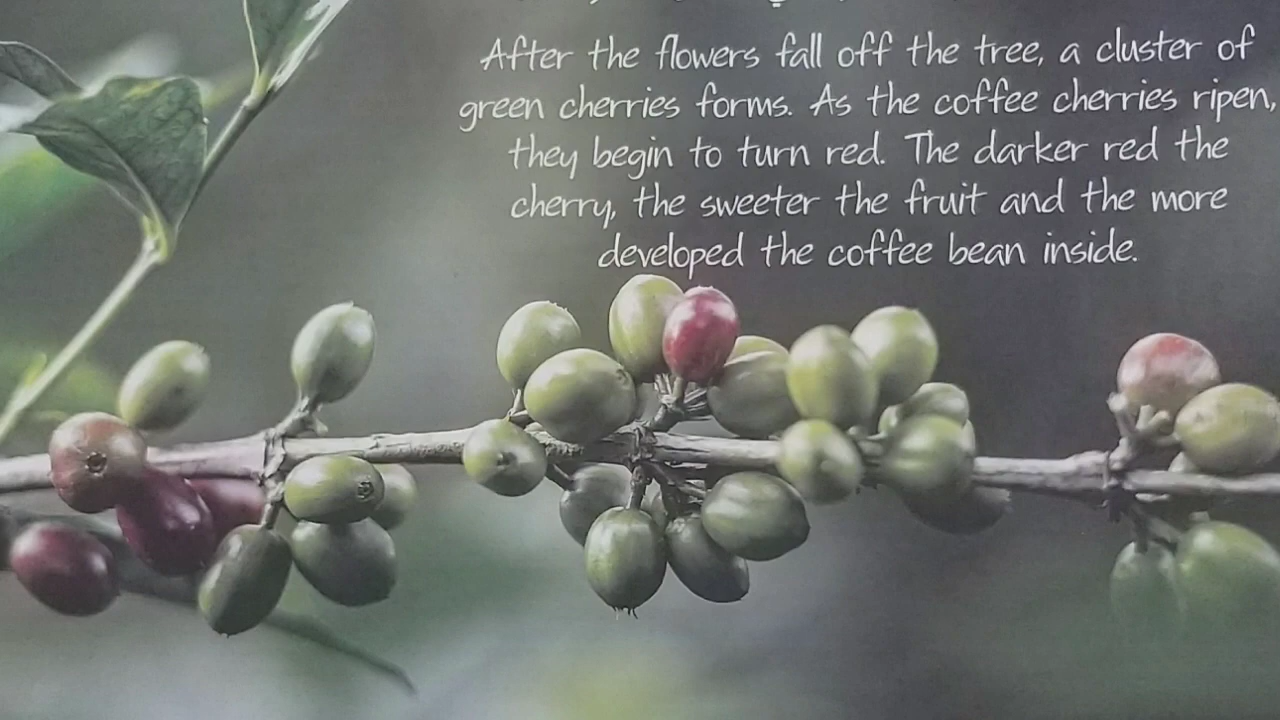 After the flowers fall off the tree, a cluster of
green cherries forms. As the coffee cherries ripen,
they begin to turn red. The darker red the
cherry, the sweeter the fruit and the more
developed the coffee bean inside.